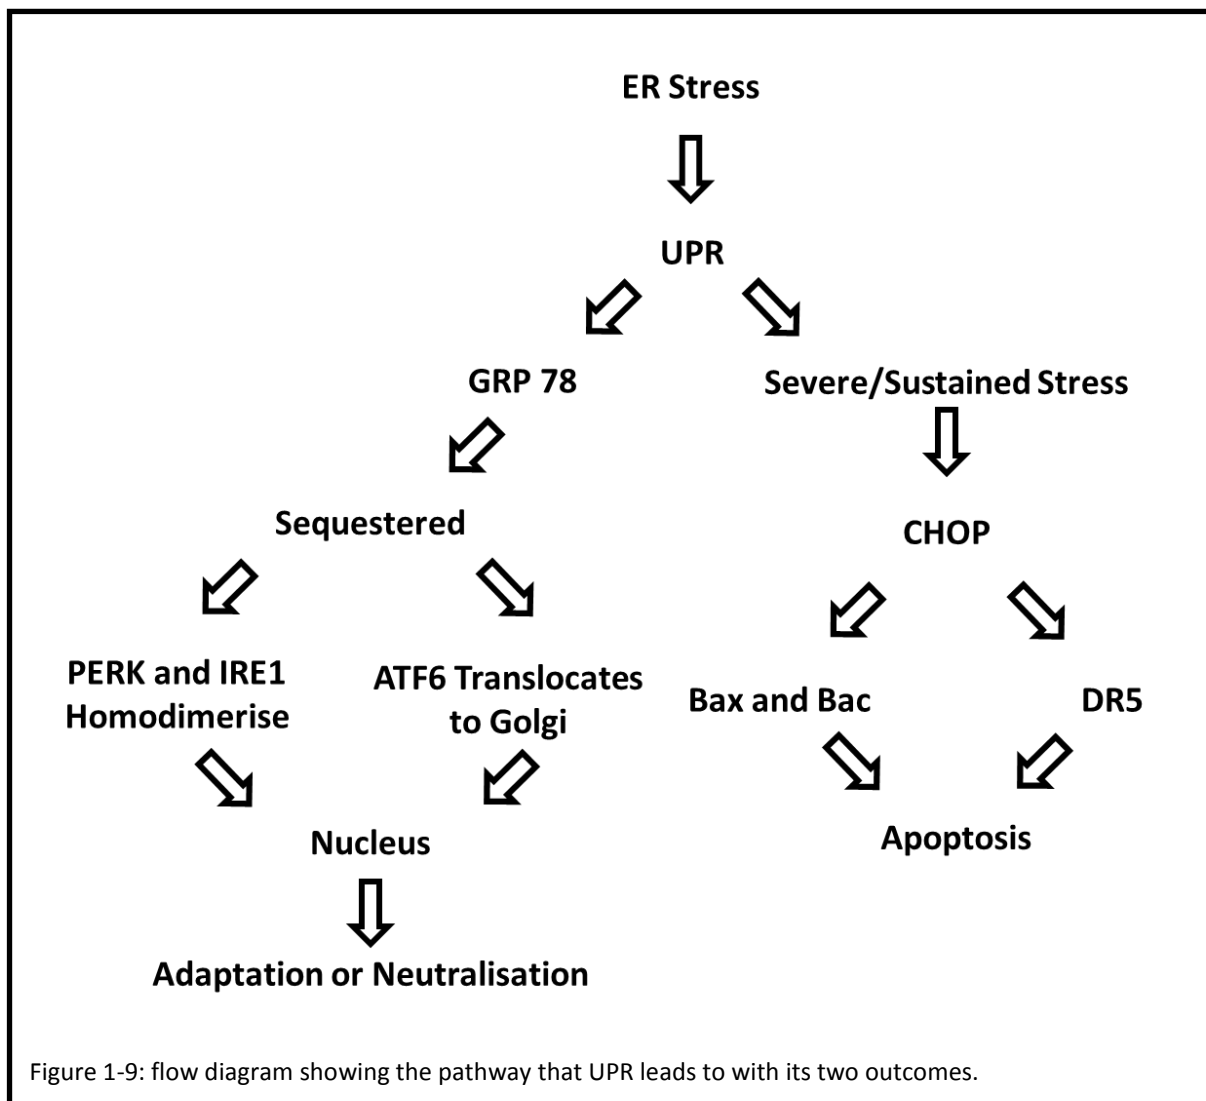 ER Stress
UPR
GRP 78
Severe/Sustained Stress
Sequestered
CHOP
PERK and IRE1
Homodimerise
ATF6 Translocates
to Golgi
Bax and Bac
DR5
Nucleus
Apoptosis
Adaptation or Neutralisation
Figure 1-9: flow diagram showing the pathway that UPR leads to with its two outcomes.